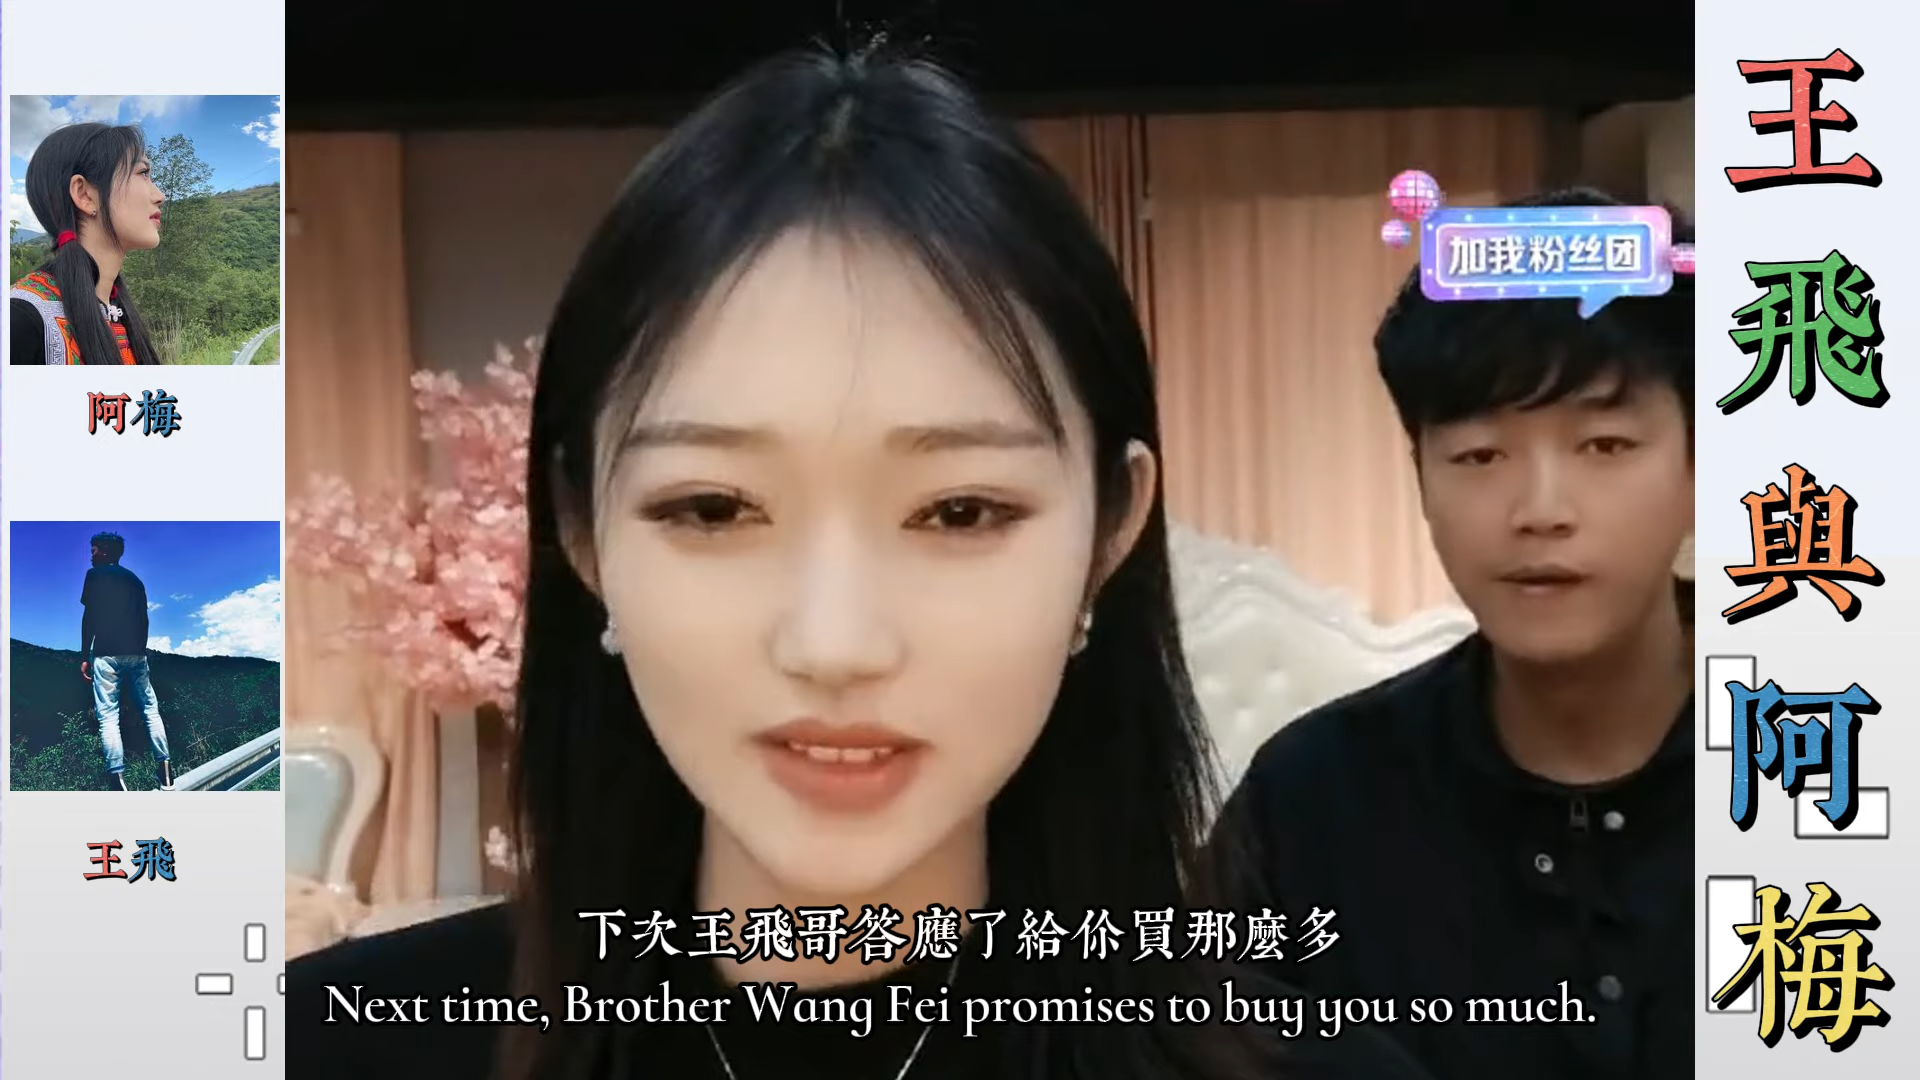 阿梅
王飛
加我粉丝团
下次王飛哥答應了給你買那麼多
Next time, Brother Wang Fei promises to buy you so much.
王飛與阿梅